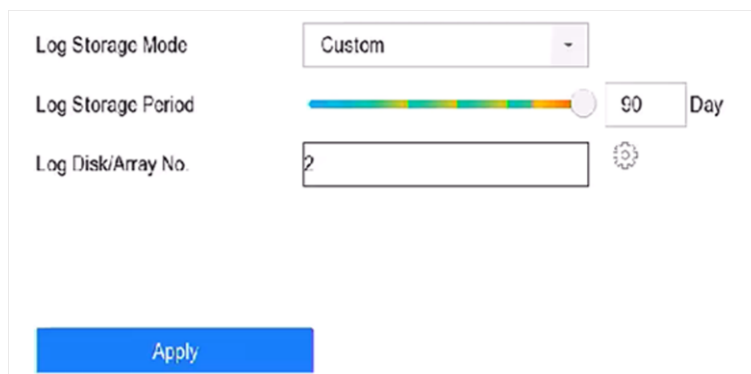 Log Storage Mode Custom
Log Storage Period 90 Day
Log Disk/Array No. 2
Apply